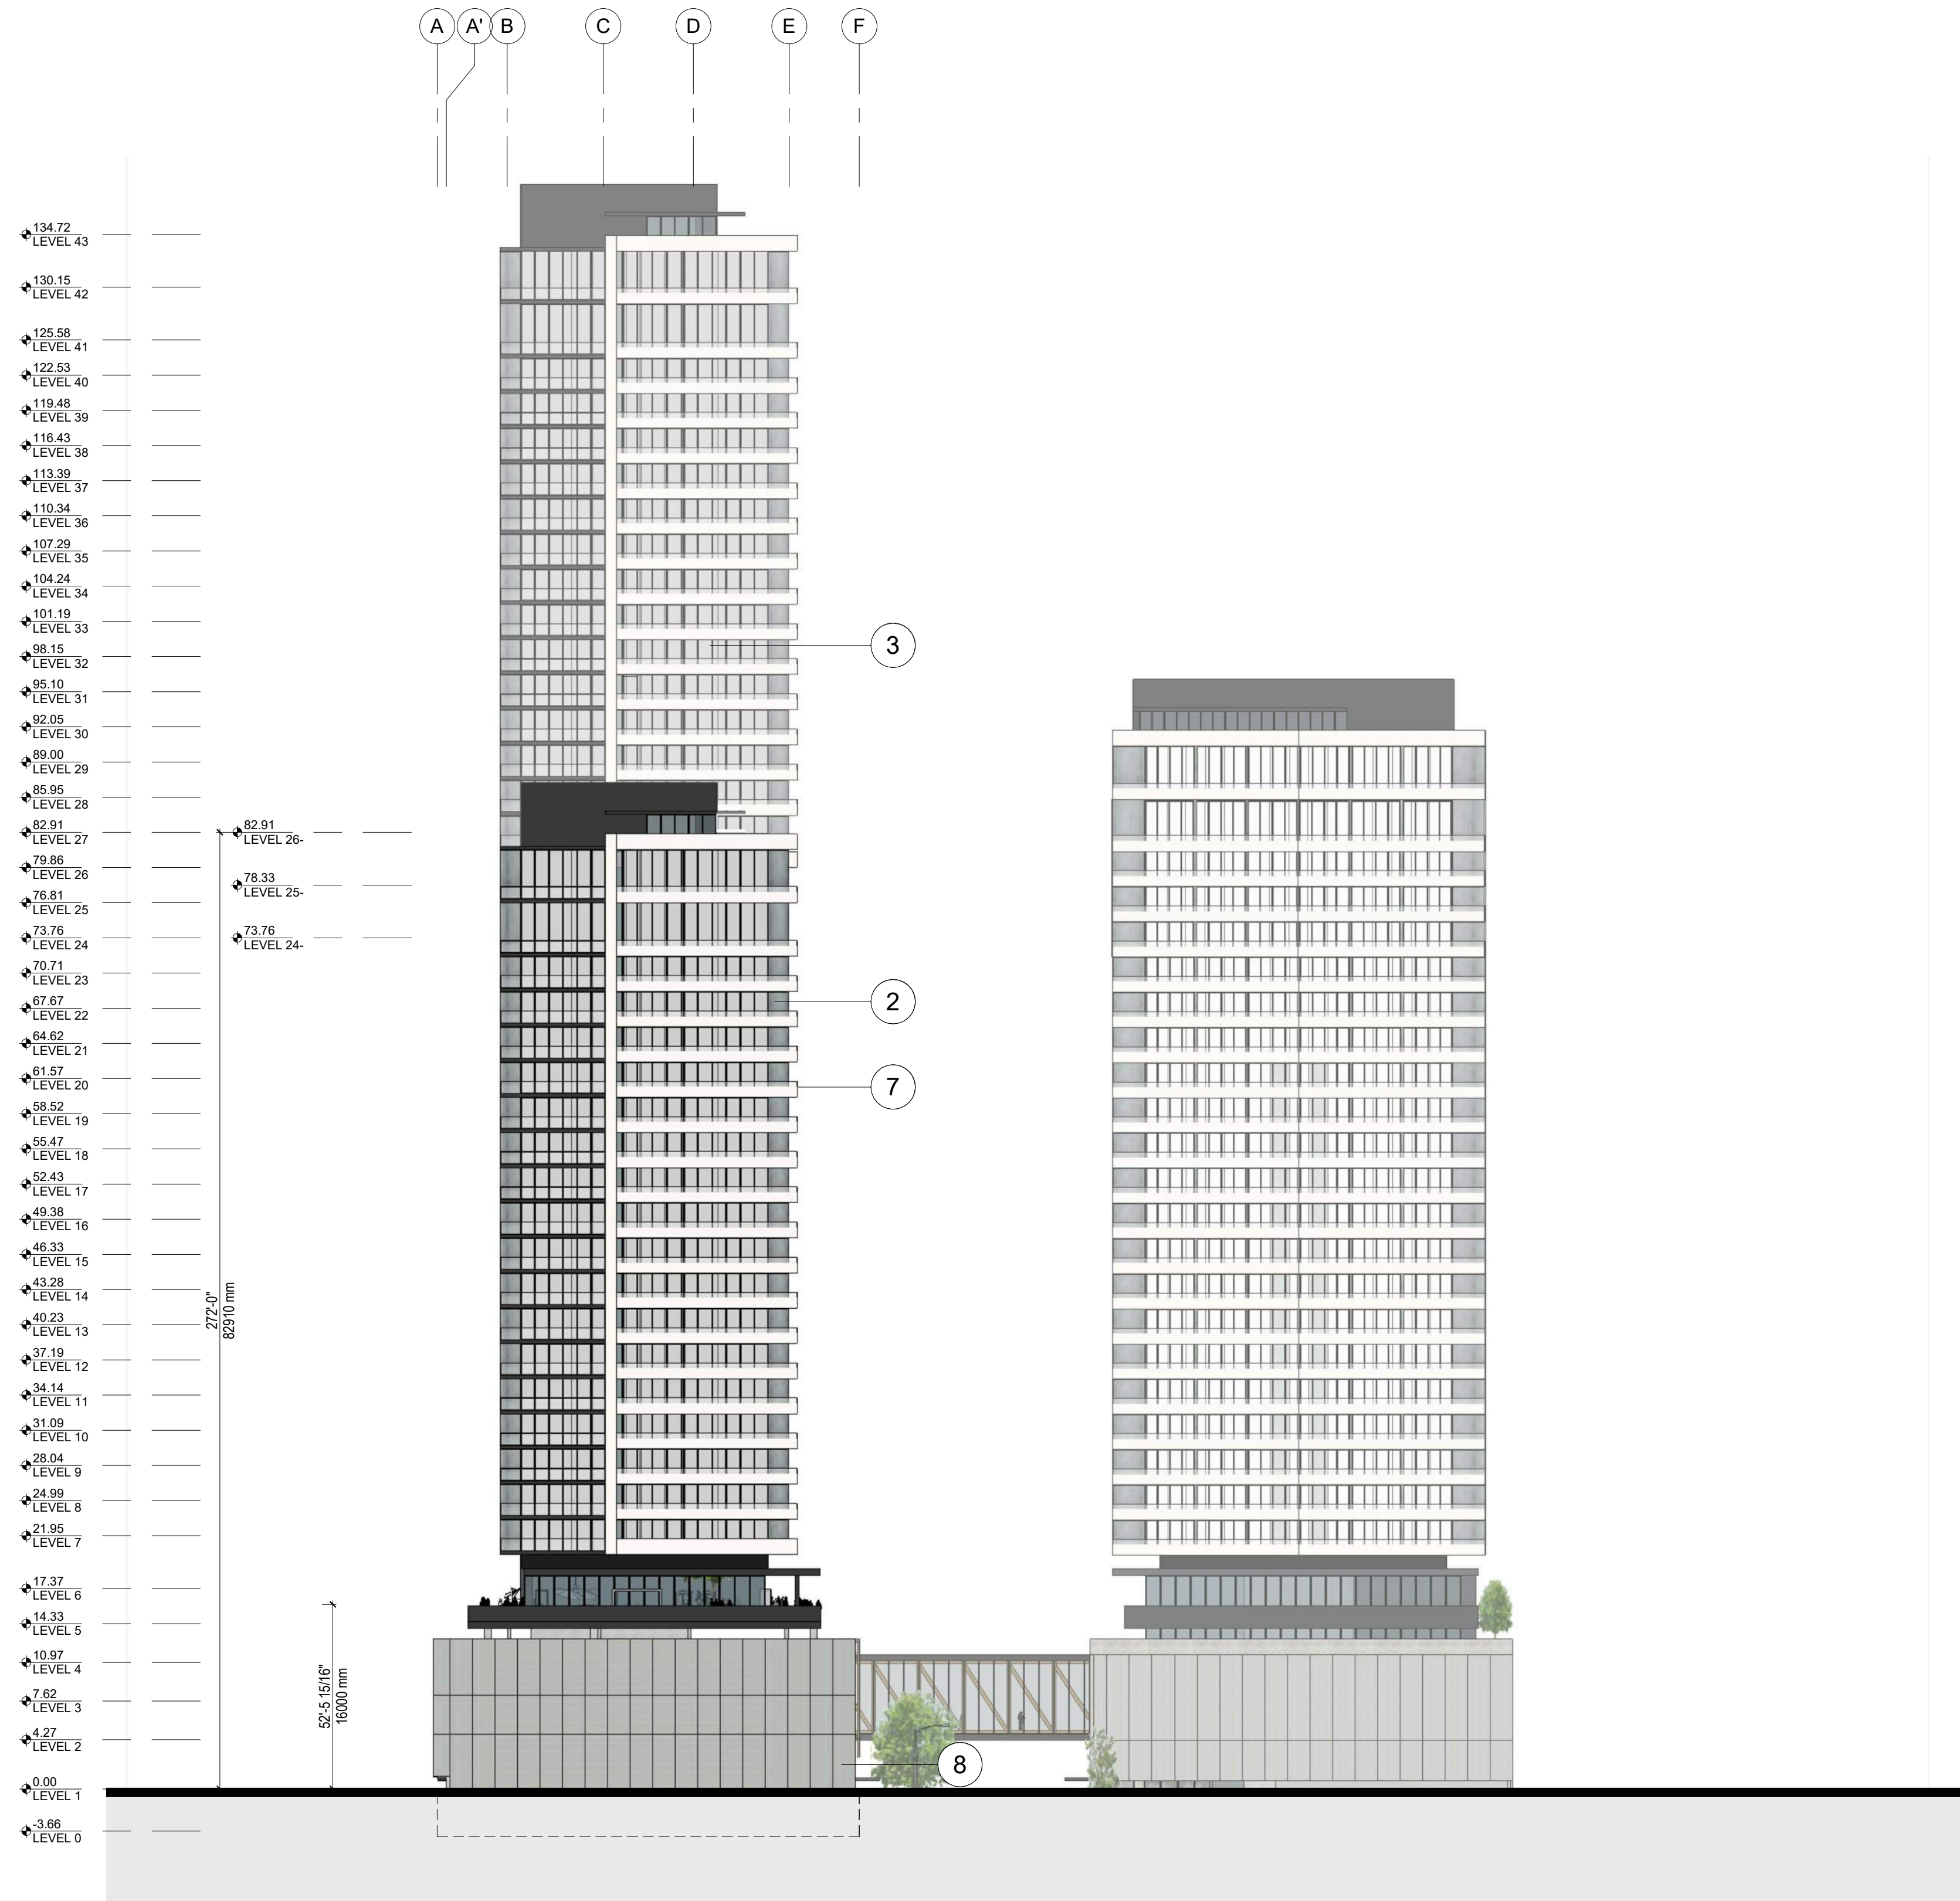 A A' B C D E F
134.72
LEVEL 43
130.15
LEVEL 42
125.58
LEVEL 41
122.53
LEVEL 40
119.48
LEVEL 39
116.43
LEVEL 38
113.39
LEVEL 37
110.34
LEVEL 36
107.29
LEVEL 35
104.24
LEVEL 34
101.19
LEVEL 33
98.15
LEVEL 32
95.10
LEVEL 31
92.05
LEVEL 30
89.00
LEVEL 29
85.95
LEVEL 28
82.91
LEVEL 27
79.86
LEVEL 26
76.81
LEVEL 25
73.76
LEVEL 24
70.71
LEVEL 23
67.67
LEVEL 22
64.62
LEVEL 21
61.57
LEVEL 20
58.52
LEVEL 19
55.47
LEVEL 18
52.43
LEVEL 17
49.38
LEVEL 16
46.33
LEVEL 15
43.28
LEVEL 14
40.23
LEVEL 13
37.19
LEVEL 12
34.14
LEVEL 11
31.09
LEVEL 10
28.04
LEVEL 9
24.99
LEVEL 8
21.95
LEVEL 7
17.37
LEVEL 6
14.33
LEVEL 5
10.97
LEVEL 4
7.62
LEVEL 3
4.27
LEVEL 2
0.00
LEVEL 1
-3.66
LEVEL 0
82.91
LEVEL 26-
78.33
LEVEL 25-
73.76
LEVEL 24-
272'-0"
82910 mm
52'-5 15/16"
16000 mm
3
2
7
8